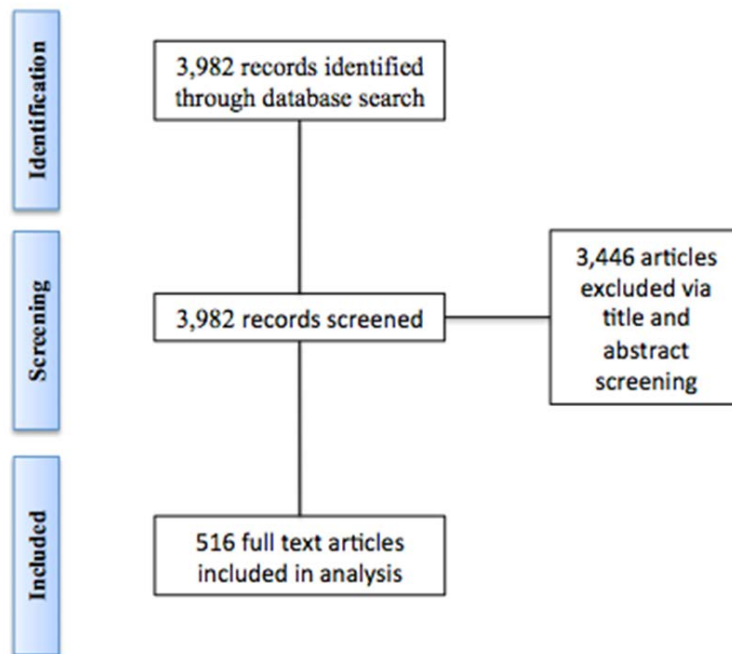 Identification
3,982 records identified
through database search
Screening
3,982 records screened
3,446 articles
excluded via
title and
abstract
screening
Included
516 full text articles
included in analysis